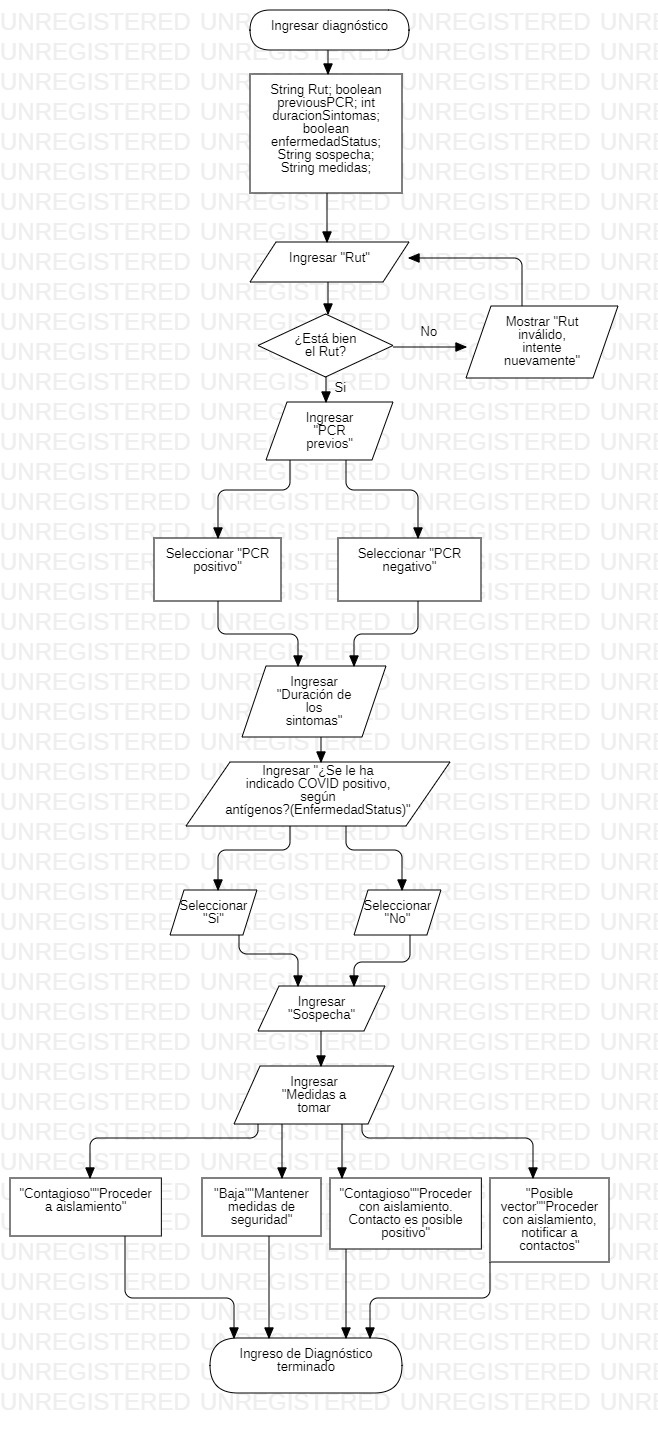 Ingresar diagnóstico
String Rut; boolean
previousPCR; int
duracionSintomas;
boolean
enfermedadStatus;
String sospecha;
String medidas;
Ingresar "Rut"
¿Está bien
el Rut?
No
Mostrar "Rut
inválido,
intente
nuevamente"
Si
Ingresar
"PCR
previos"
Seleccionar "PCR
positivo"
Seleccionar "PCR
negativo"
Ingresar
"Duración de
los
sintomas"
Ingresar "¿Se le ha
indicado COVID positivo,
según
antígenos?(EnfermedadStatus)"
Seleccionar
"Si"
Seleccionar
"No"
Ingresar
"Sospecha"
Ingresar
"Medidas a
tomar
"Contagioso""Proceder
a aislamiento"
"Baja""Mantener
medidas de
seguridad"
"Contagioso""Proceder
con aislamiento.
Contacto es posible
positivo"
"Posible
vector""Proceder
con aislamiento,
notificar a
contactos"
Ingreso de Diagnóstico
terminado